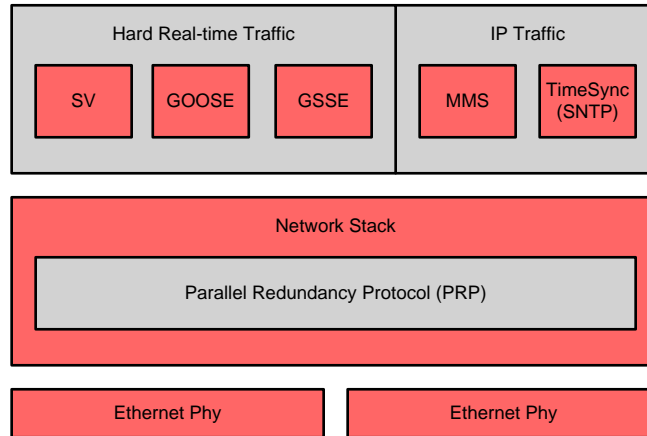 Hard Real-time Traffic
IP Traffic
SV
GOOSE
GSSE
MMS
TimeSync
(SNTP)
Network Stack
Parallel Redundancy Protocol (PRP)
Ethernet Phy
Ethernet Phy